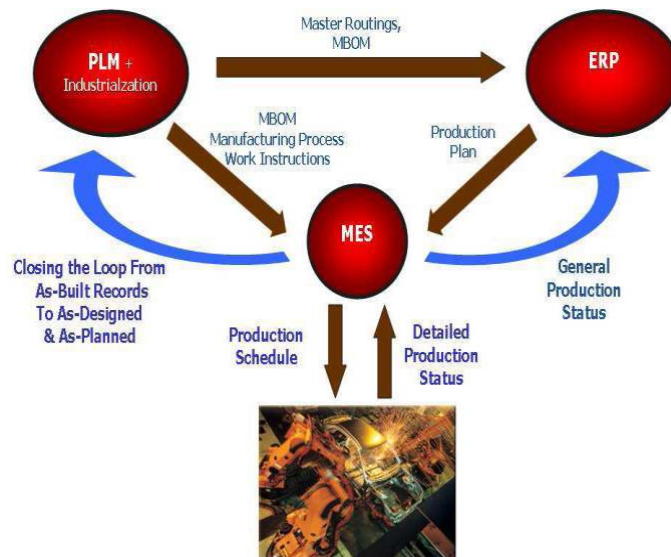 Master Routings,
MBOM
PLM +
Industrialzation
ERP
MBOM
Manufacturing Process
Work Instructions
Production
Plan
MES
Closing the Loop From
As-Built Records
To As-Designed
& As-Planned
General
Production
Status
Production
Schedule
Detailed
Production
Status